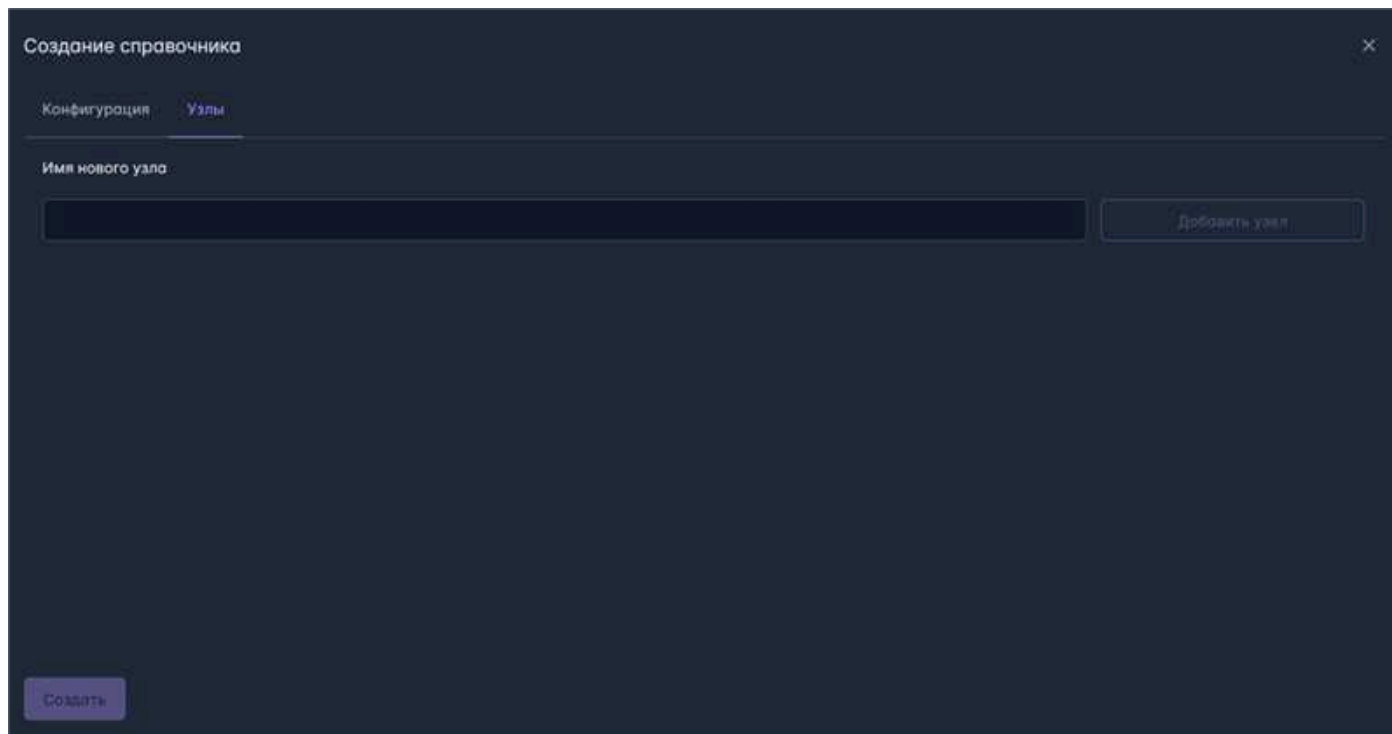 Создание справочника
Конфигурация Узлы
Имя нового узла
Добавить узел
Создать